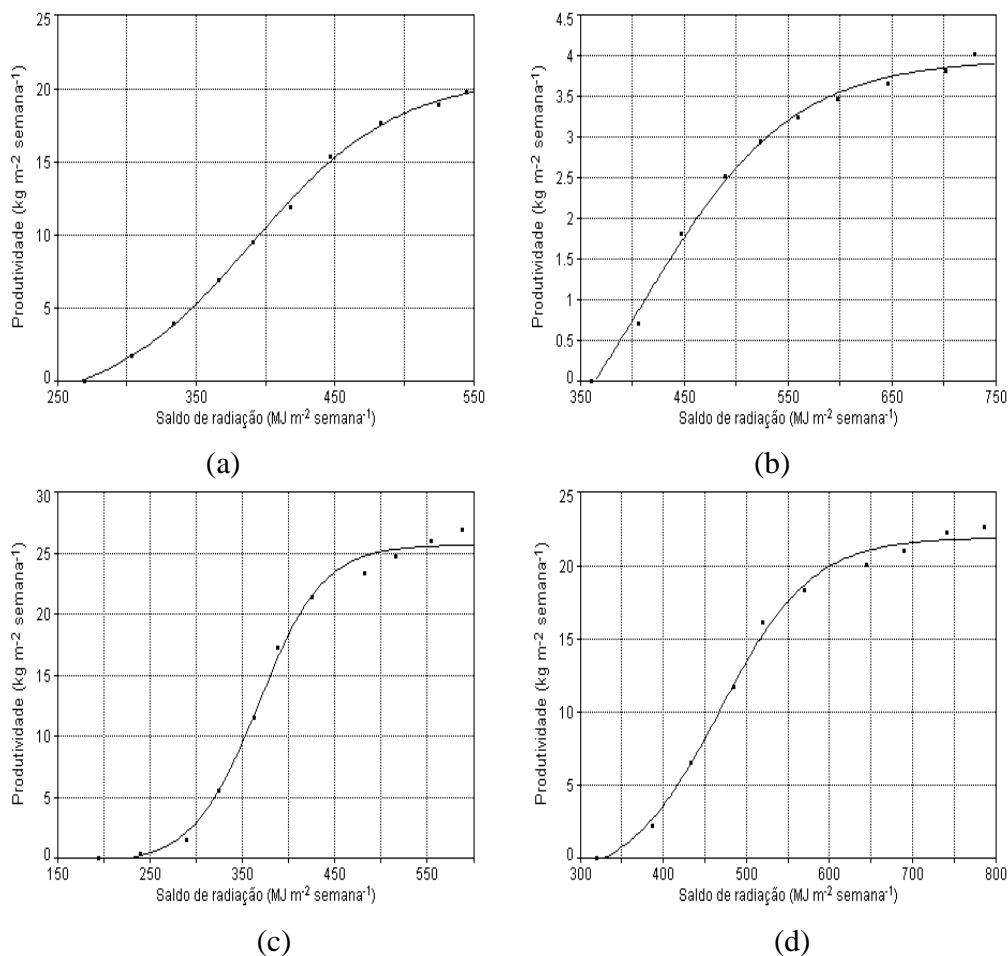 25
20
15
10
5
0
Produtividade (kg m-2 semana-1)
250 350 450 550
Saldo de radiação (MJ m-2 semana-1)
(a)
4.5
4
3.5
3
2.5
2
1.5
1
0.5
0
Produtividade (kg m-2 semana-1)
350 450 550 650 750
Saldo de radiação (MJ m-2 semana-1)
(b)
30
25
20
15
10
5
0
Produtividade (kg m-2 semana-1)
150 250 350 450 550
Saldo de radiação (MJ m-2 semana-1)
(c)
25
20
15
10
5
0
Produtividade (kg m-2 semana-1)
300 400 500 600 700 800
Saldo de radiação (MJ m-2 semana-1)
(d)